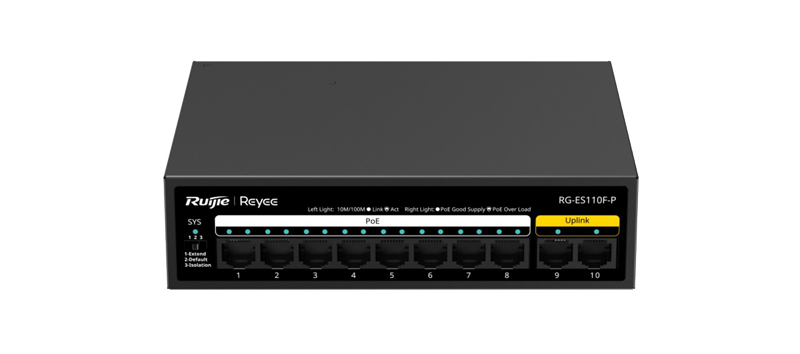 Ruijie | Reyee
RG-ES110F-P
Left Light: 10M/100M Link Act Right Light: PoE Good Supply PoE Over Load
SYS
PoE
Uplink
1 2 3
1-Extend
2-Default
3-Isolation
1 2 3 4 5 6 7 8 9 10